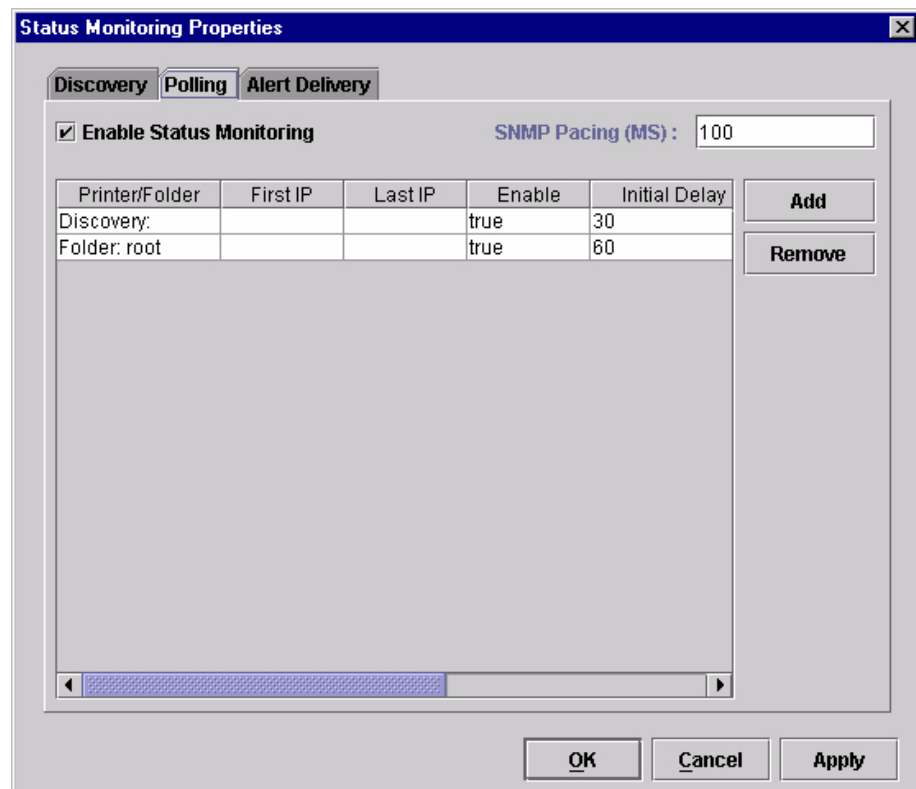 Status Monitoring Properties
Discovery Polling Alert Delivery
Enable Status Monitoring SNMP Pacing (MS) : 100
Printer/Folder First IP Last IP Enable Initial Delay
Discovery: true 30
Folder: root true 60
Add
Remove
OK Cancel Apply